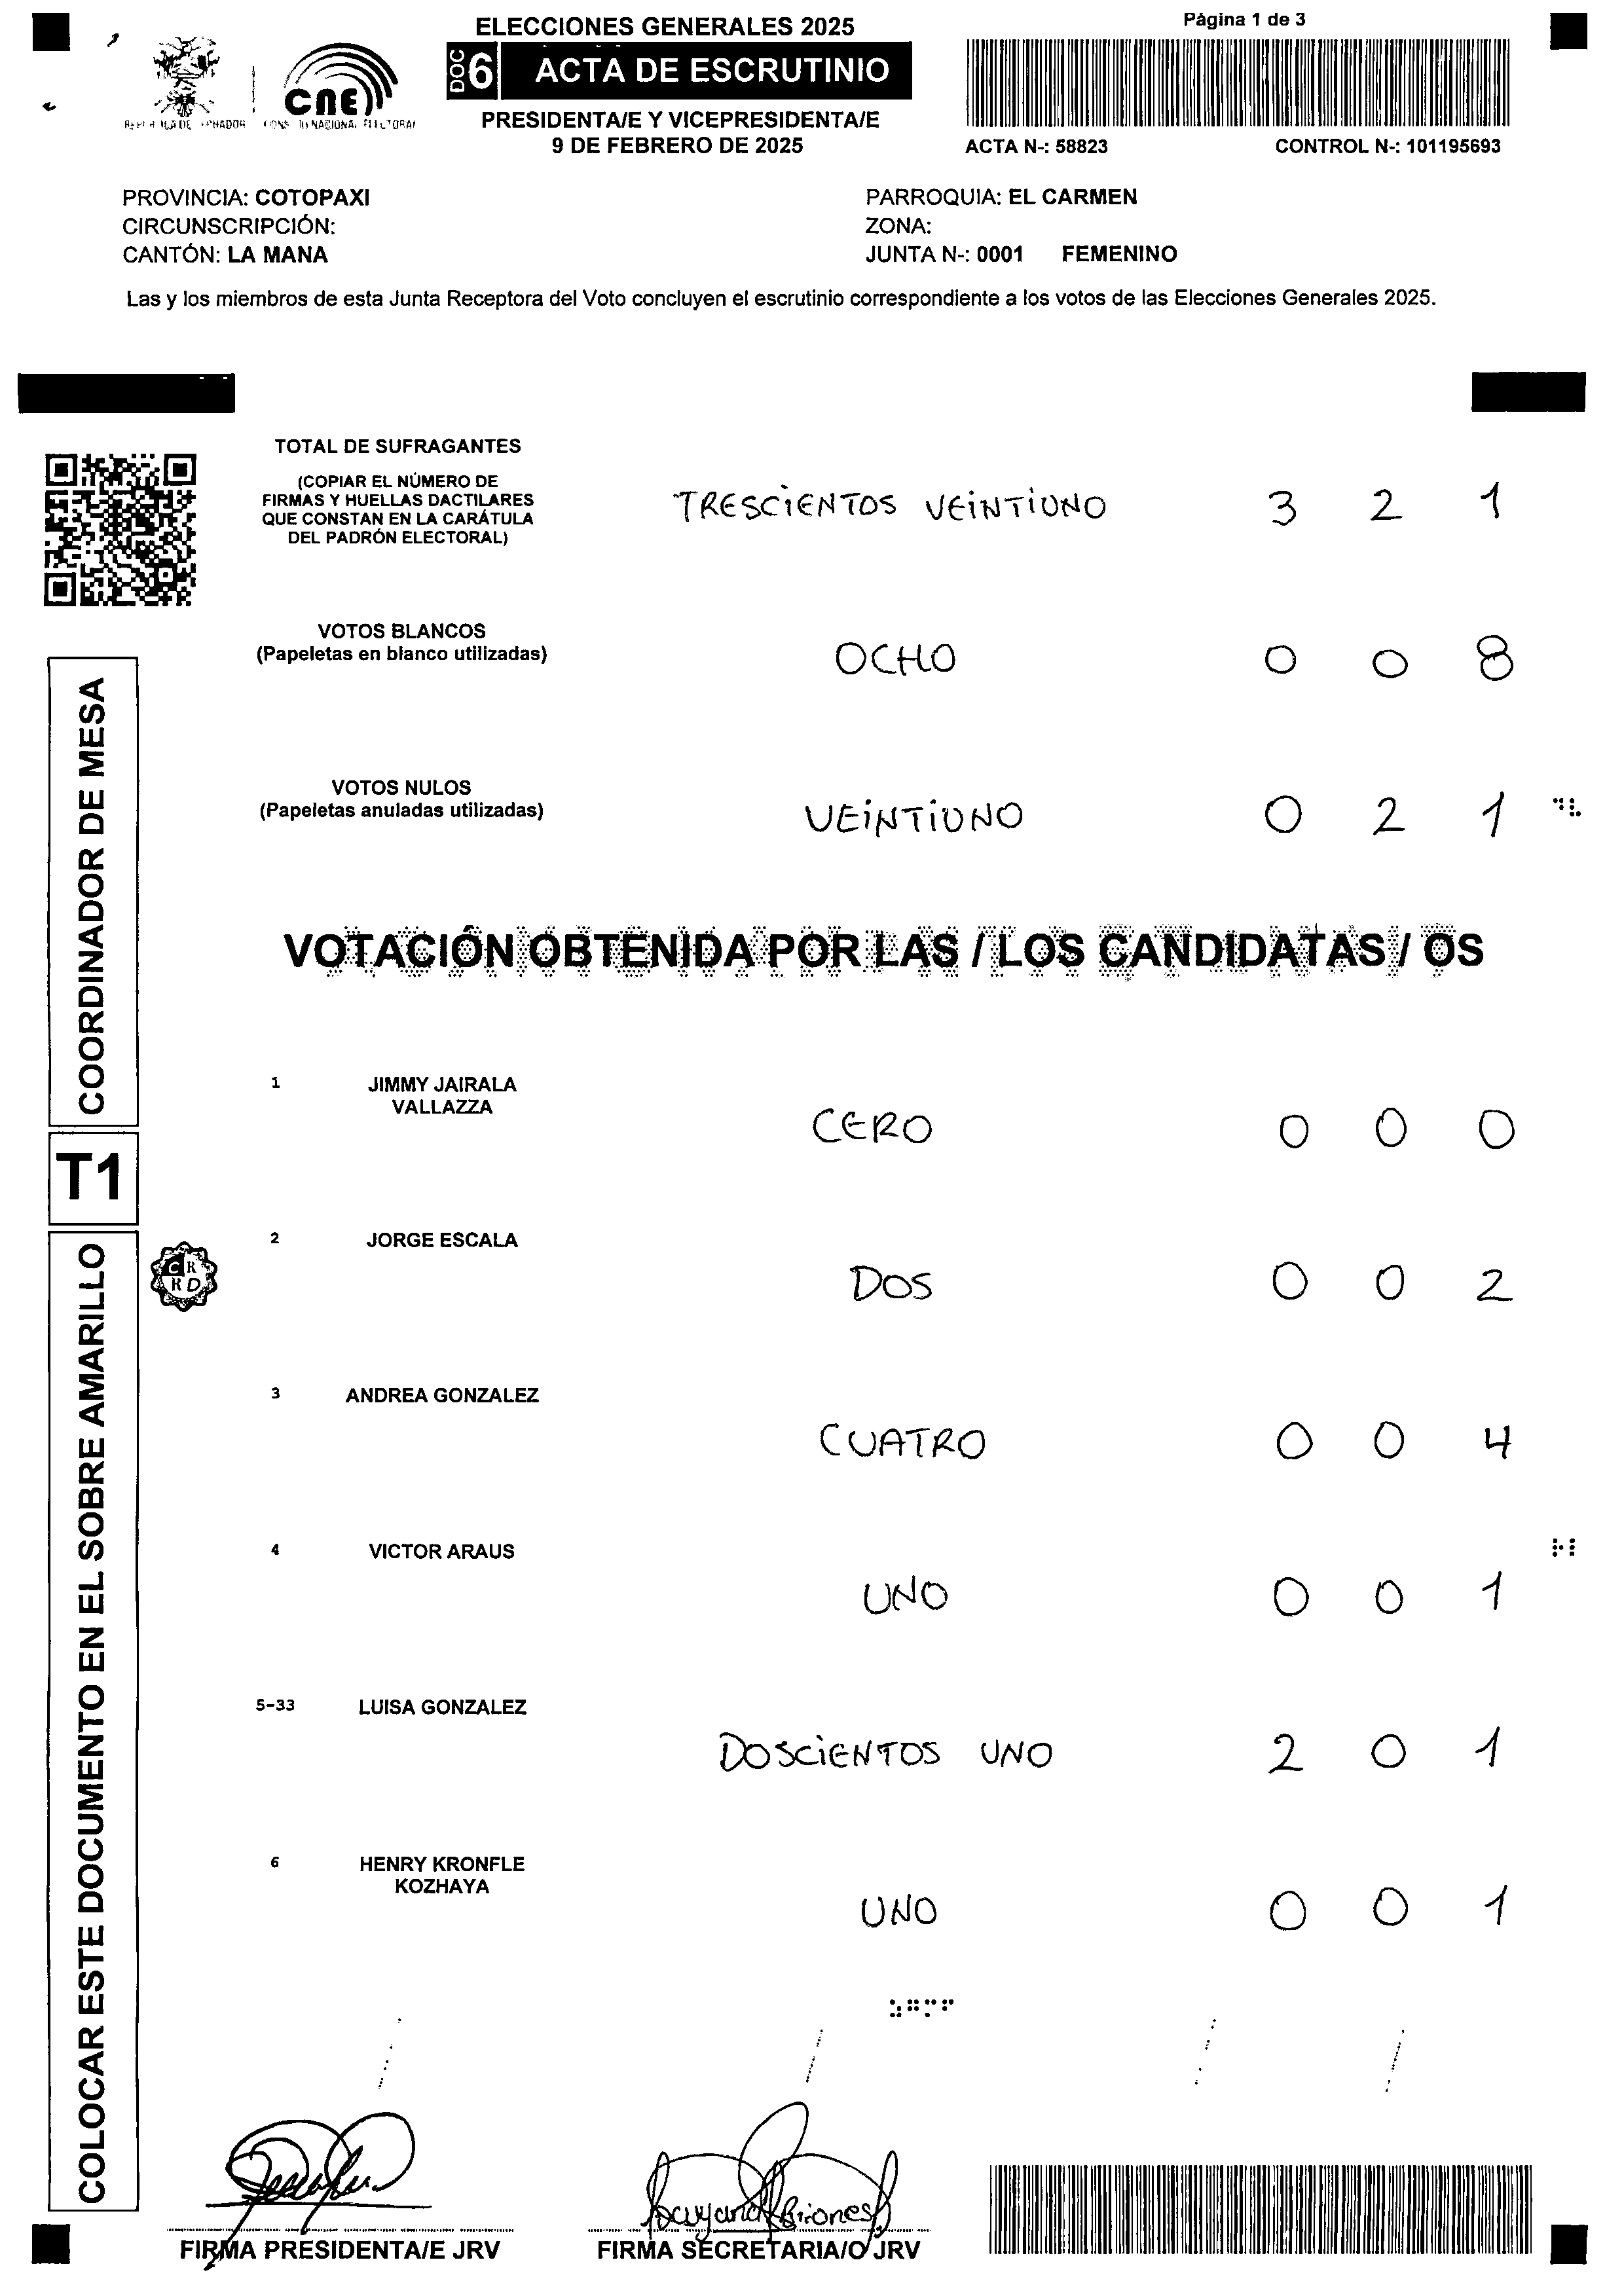 ELECCIONES GENERALES 2025
DOC 6 ACTA DE ESCRUTINIO
PRESIDENTA/E Y VICEPRESIDENTA/E
9 DE FEBRERO DE 2025
Página 1 de 3
ACTA N-: 58823 CONTROL N-: 101195693
CNE
PROVINCIA: COTOPAXI
CIRCUNSCRIPCIÓN:
CANTÓN: LA MANA
PARROQUIA: EL CARMEN
ZONA:
JUNTA N-: 0001 FEMENINO
Las y los miembros de esta Junta Receptora del Voto concluyen el escrutinio correspondiente a los votos de las Elecciones Generales 2025.
TOTAL DE SUFRAGANTES
(COPIAR EL NÚMERO DE
FIRMAS Y HUELLAS DACTILARES
QUE CONSTAN EN LA CARÁTULA
DEL PADRÓN ELECTORAL)
TRESCIENTOS VEINTIUNO 3 2 1
VOTOS BLANCOS
(Papeletas en blanco utilizadas)
OCHO 0 0 8
VOTOS NULOS
(Papeletas anuladas utilizadas)
VEINTIUNO 0 2 1
VOTACIÓN OBTENIDA POR LAS / LOS CANDIDATAS / OS
1 JIMMY JAIRALA
VALLAZZA
CERO 0 0 0
2 JORGE ESCALA
DOS 0 0 2
3 ANDREA GONZALEZ
CUATRO 0 0 4
4 VICTOR ARAUS
UNO 0 0 1
5-33 LUISA GONZALEZ
DOSCIENTOS UNO 2 0 1
6 HENRY KRONFLE
KOZHAYA
UNO 0 0 1
COORDINADOR DE MESA
T1
COLOCAR ESTE DOCUMENTO EN EL SOBRE AMARILLO
C R
R D
FIRMA PRESIDENTA/E JRV
FIRMA SECRETARIA/O JRV